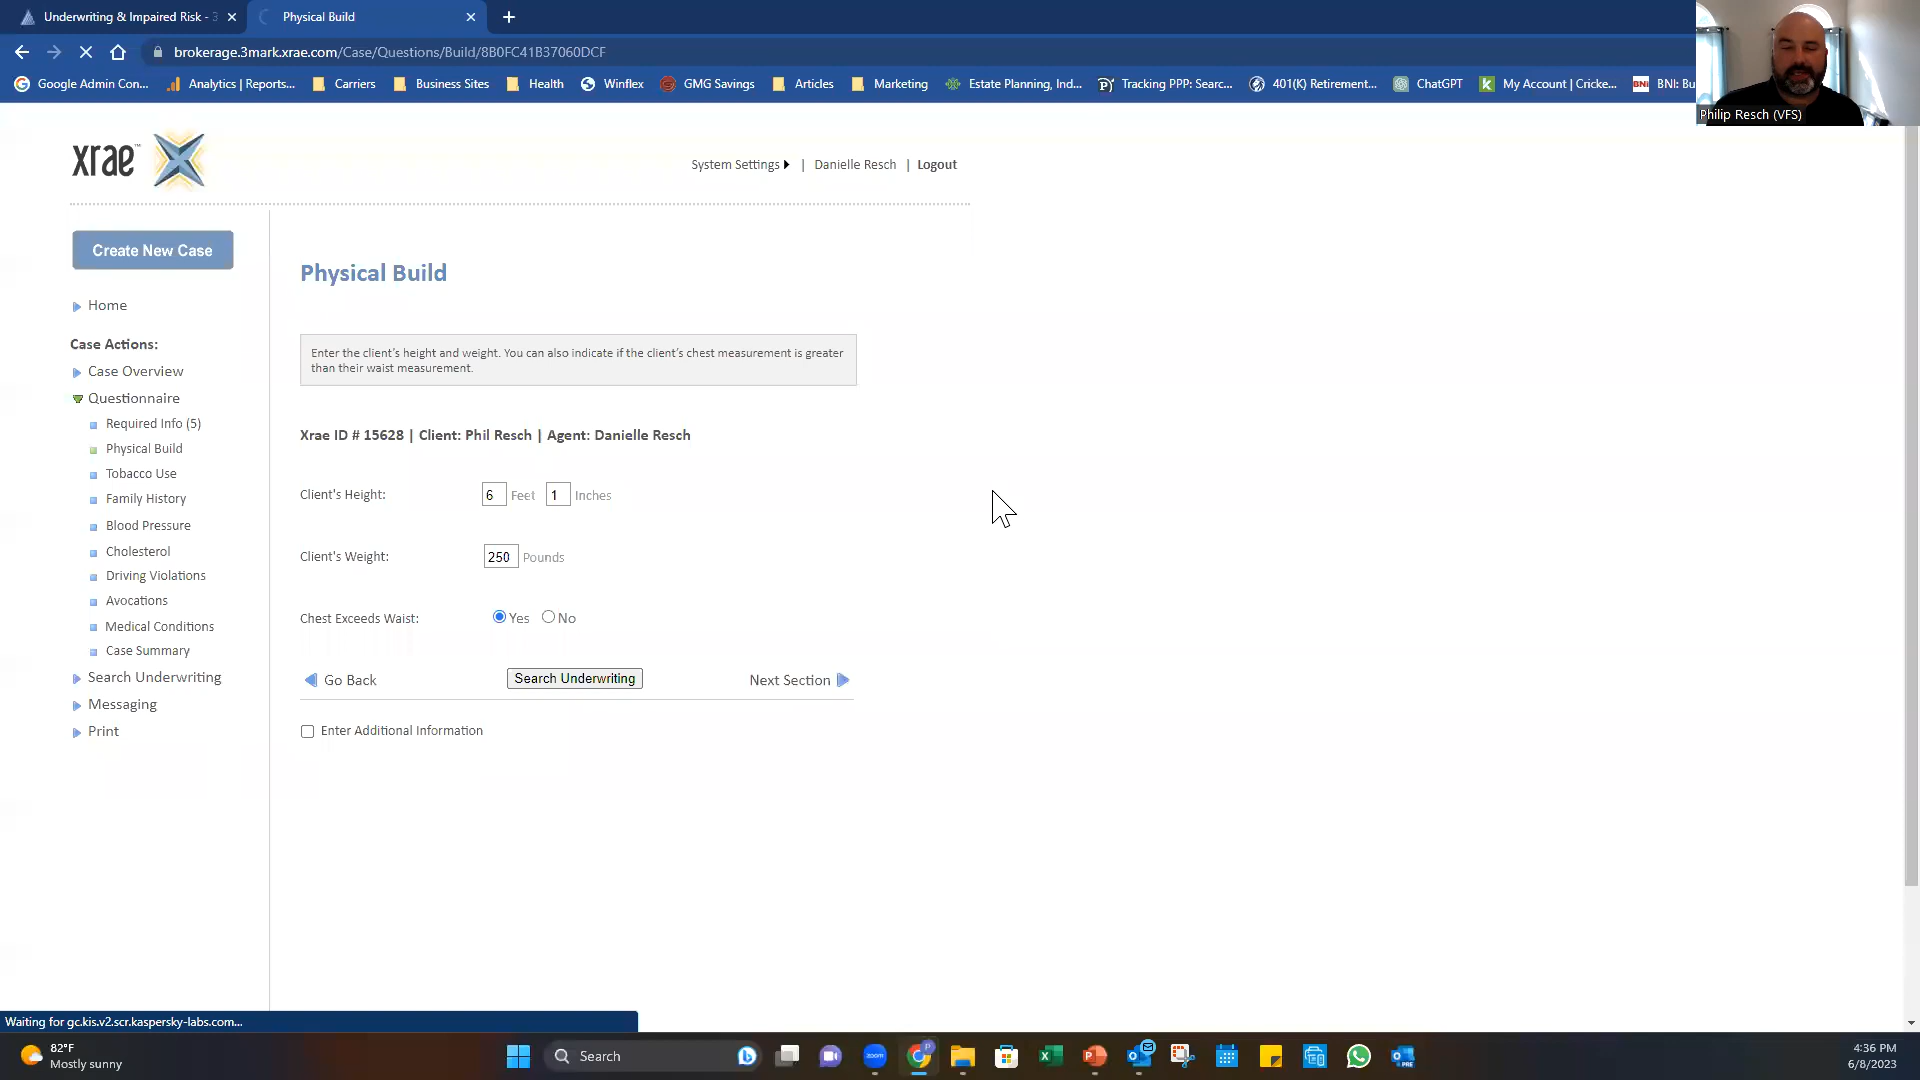 Underwriting & Impaired Risk - 3
Physical Build
brokerage.3mark.xrae.com/Case/Questions/Build/8B0FC41B37060DCF
Google Admin Con...
Analytics | Reports...
Carriers
Business Sites
Health
Winflex
GMG Savings
Articles
Marketing
Estate Planning, Ind...
Tracking PPP: Searc...
401(K) Retirement...
ChatGPT
My Account | Cricke...
BNI: Bu
Philip Resch (VFS)
xrae
System Settings | Danielle Resch | Logout
Create New Case
Home
Case Actions:
Case Overview
Questionnaire
Required Info (5)
Physical Build
Tobacco Use
Family History
Blood Pressure
Cholesterol
Driving Violations
Avocations
Medical Conditions
Case Summary
Search Underwriting
Messaging
Print
Physical Build
Enter the client's height and weight. You can also indicate if the client's chest measurement is greater
than their waist measurement.
Xrae ID # 15628 | Client: Phil Resch | Agent: Danielle Resch
Client's Height: 6 Feet 1 Inches
Client's Weight: 250 Pounds
Chest Exceeds Waist: Yes No
Go Back Search Underwriting Next Section
Enter Additional Information
Waiting for gc.kis.v2.scr.kaspersky-labs.com...
82°F
Mostly sunny
Search
zoom
4:36 PM
6/8/2023